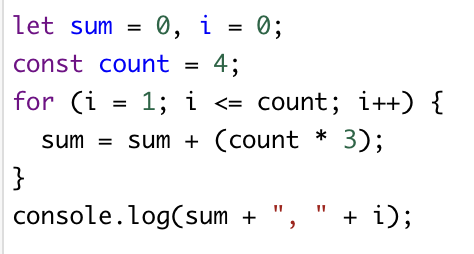 let sum = 0, i = 0;
const count = 4;
for (i = 1; i <= count; i++) {
  sum = sum + (count * 3);
}
console.log(sum + ", " + i);